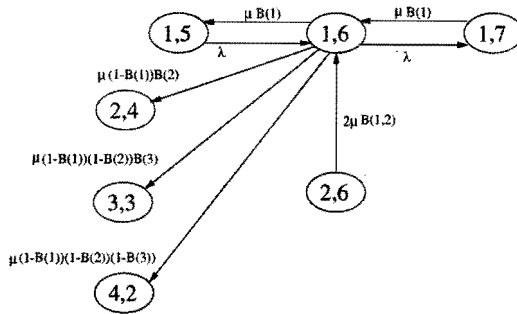 μ B(1)
μ B(1)
1,5
1,6
1,7
λ
λ
μ(1-B(1))B(2)
2,4
2μ B(1,2)
μ(1-B(1))(1-B(2))B(3)
3,3
2,6
μ(1-B(1))(1-B(2))(1-B(3))
4,2